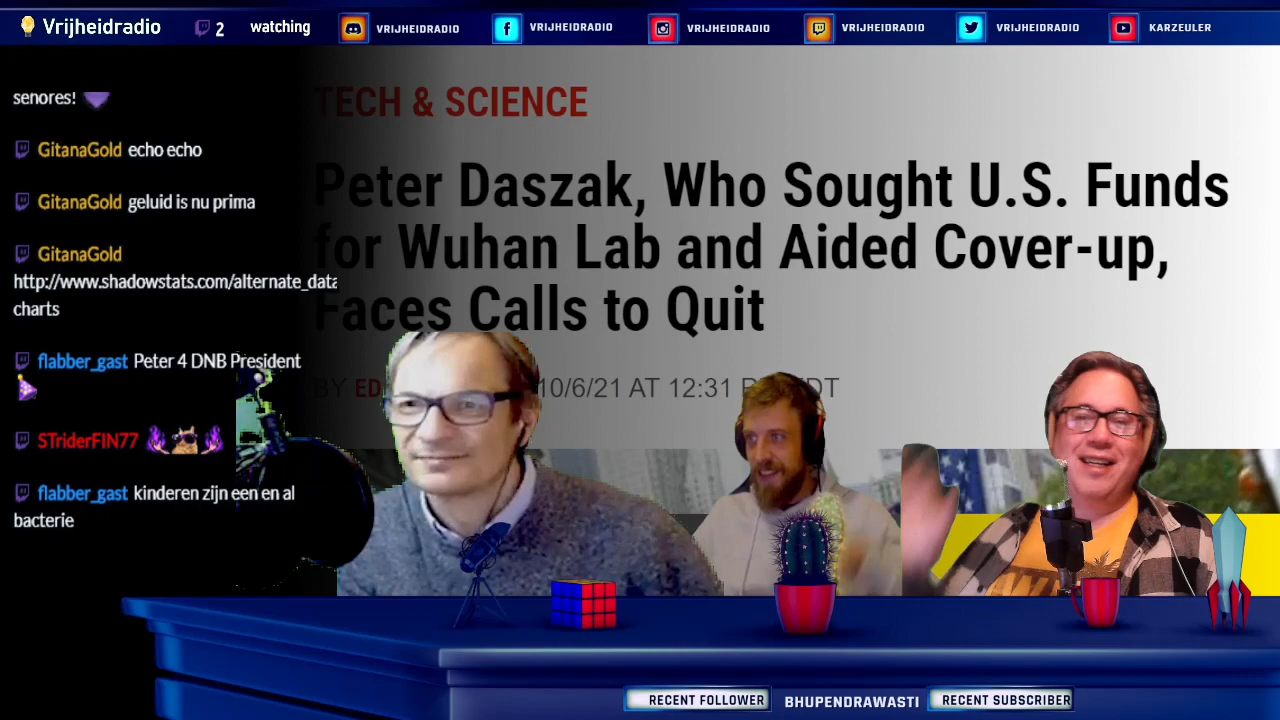 Vrijheidradio
2 watching
VRIJHEIDRADIO
VRIJHEIDRADIO
VRIJHEIDRADIO
VRIJHEIDRADIO
VRIJHEIDRADIO
KARZEULER
senores!
GitanaGold echo echo
GitanaGold geluid is nu prima
GitanaGold
http://www.shadowstats.com/alternate_data
charts
flabber_gast Peter 4 DNB President
STriderFIN77
flabber_gast kinderen zijn een en al
bacterie
TECH & SCIENCE
Peter Daszak, Who Sought U.S. Funds
for Wuhan Lab and Aided Cover-up,
Faces Calls to Quit
BY ED 10/6/21 AT 12:31
RECENT FOLLOWER BHUPENDRAWASTI RECENT SUBSCRIBER